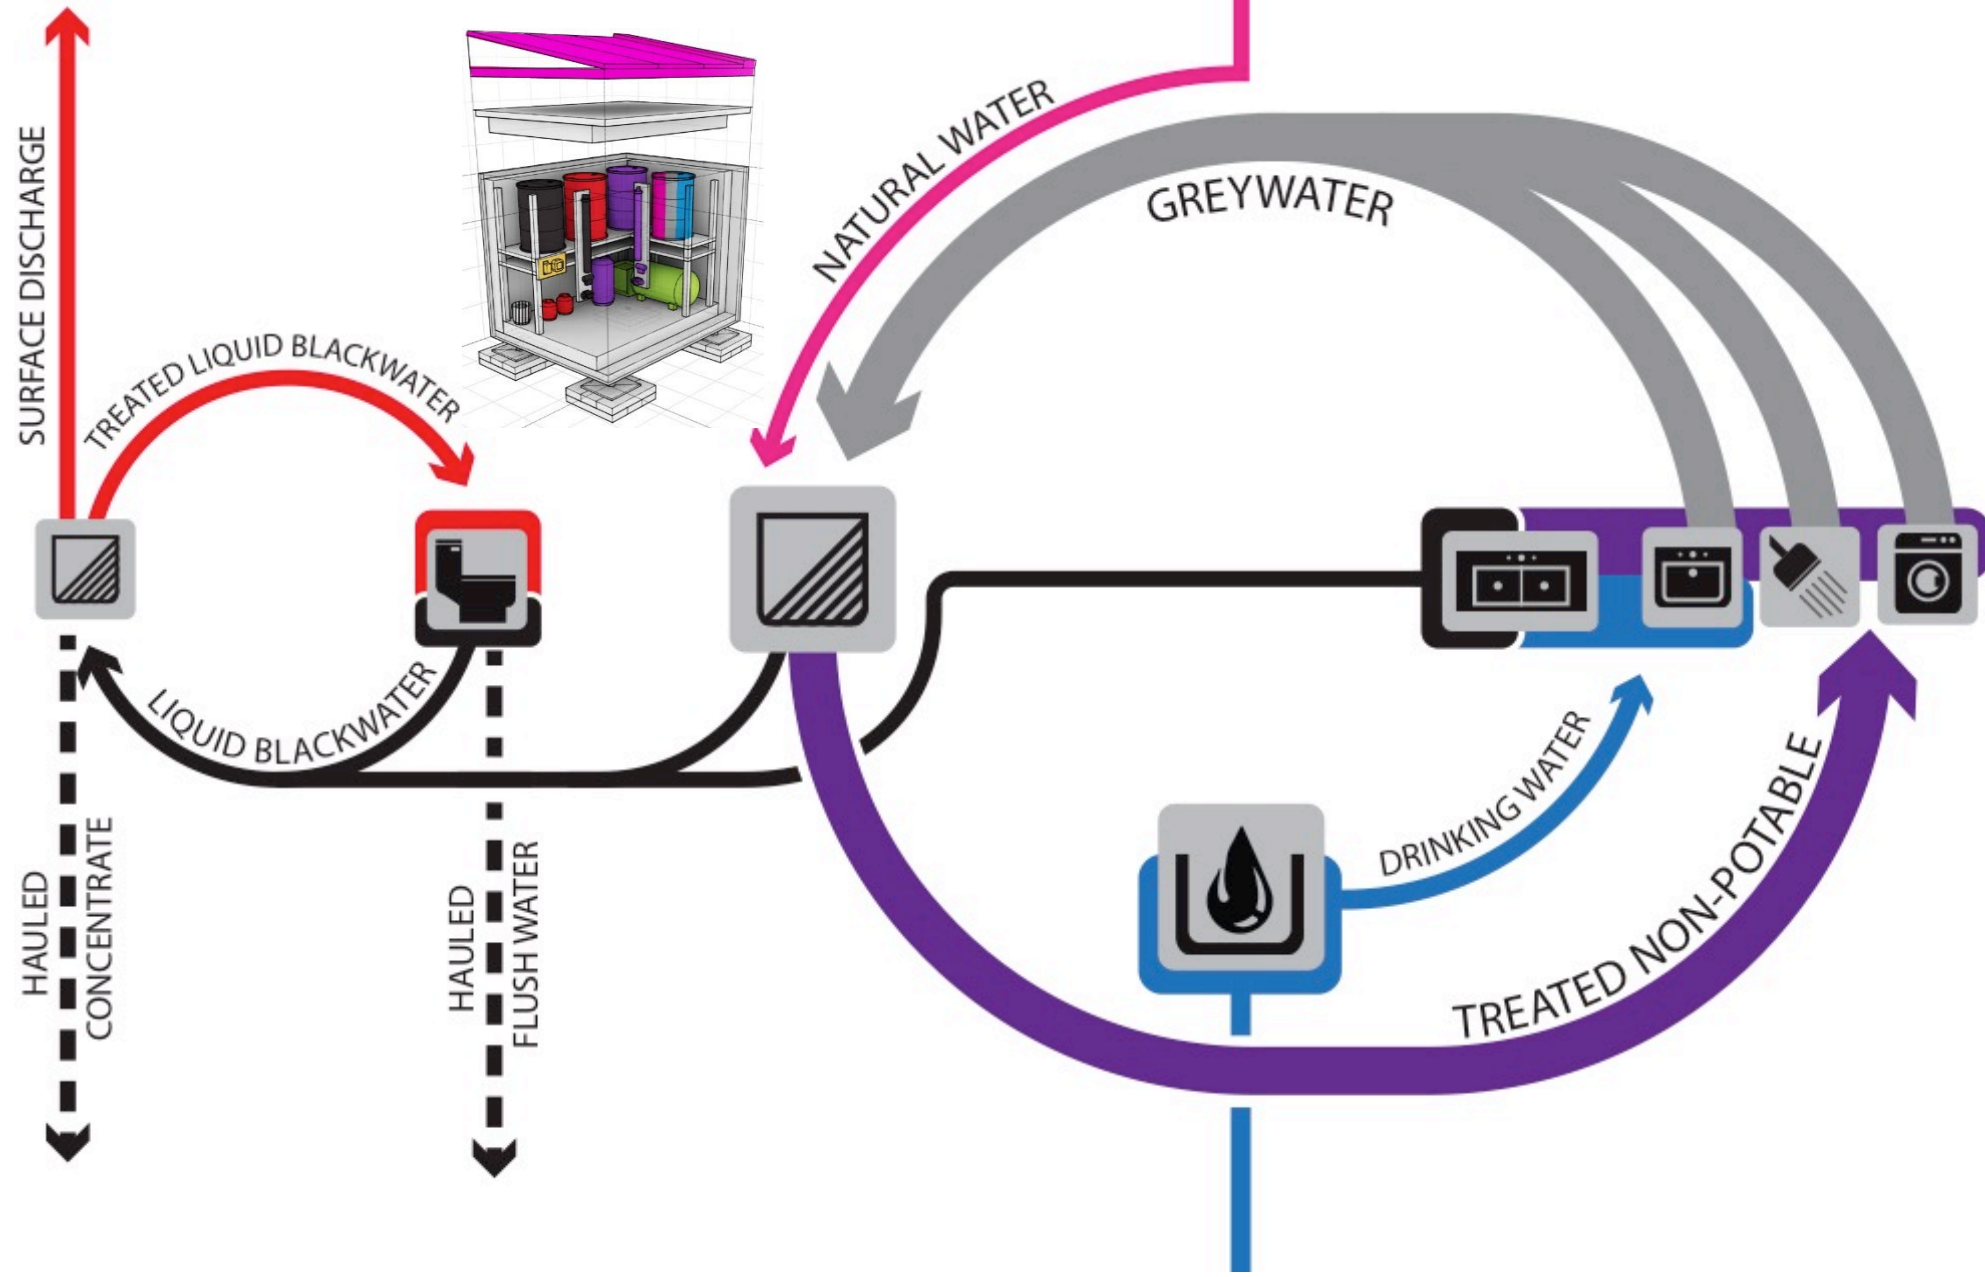 SURFACE DISCHARGE
TREATED LIQUID BLACKWATER
NATURAL WATER
GREYWATER
LIQUID BLACKWATER
HAULED
CONCENTRATE
HAULED
FLUSH WATER
DRINKING WATER
TREATED NON-POTABLE